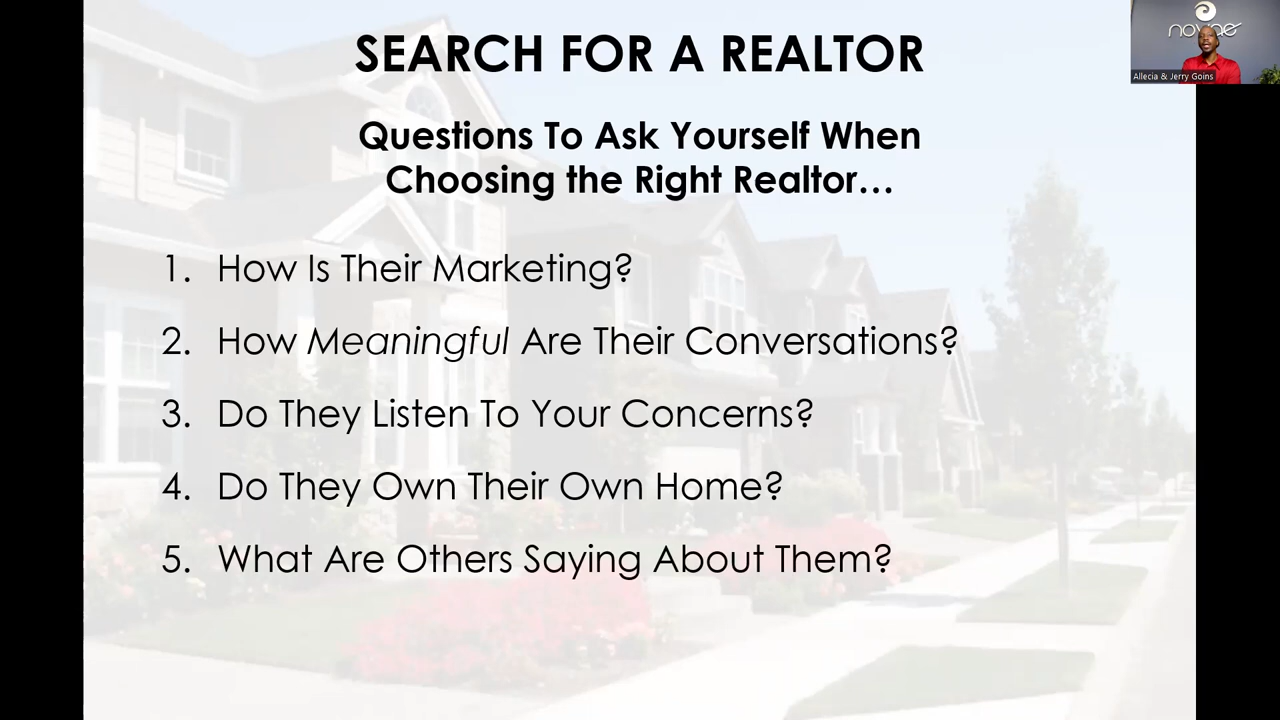 SEARCH FOR A REALTOR
novae
Allecia & Jerry Goins
Questions To Ask Yourself When
Choosing the Right Realtor…
1. How Is Their Marketing?
2. How Meaningful Are Their Conversations?
3. Do They Listen To Your Concerns?
4. Do They Own Their Own Home?
5. What Are Others Saying About Them?